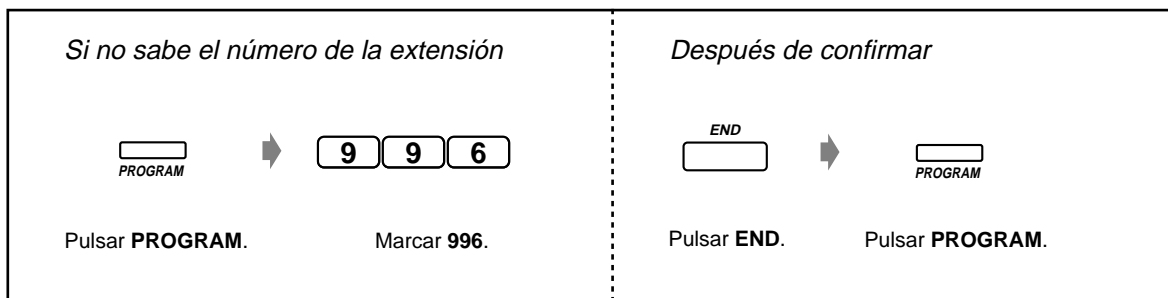 Si no sabe el número de la extensión
PROGRAM
9 9 6
Pulsar PROGRAM.
Marcar 996.
Después de confirmar
END
PROGRAM
Pulsar END.
Pulsar PROGRAM.